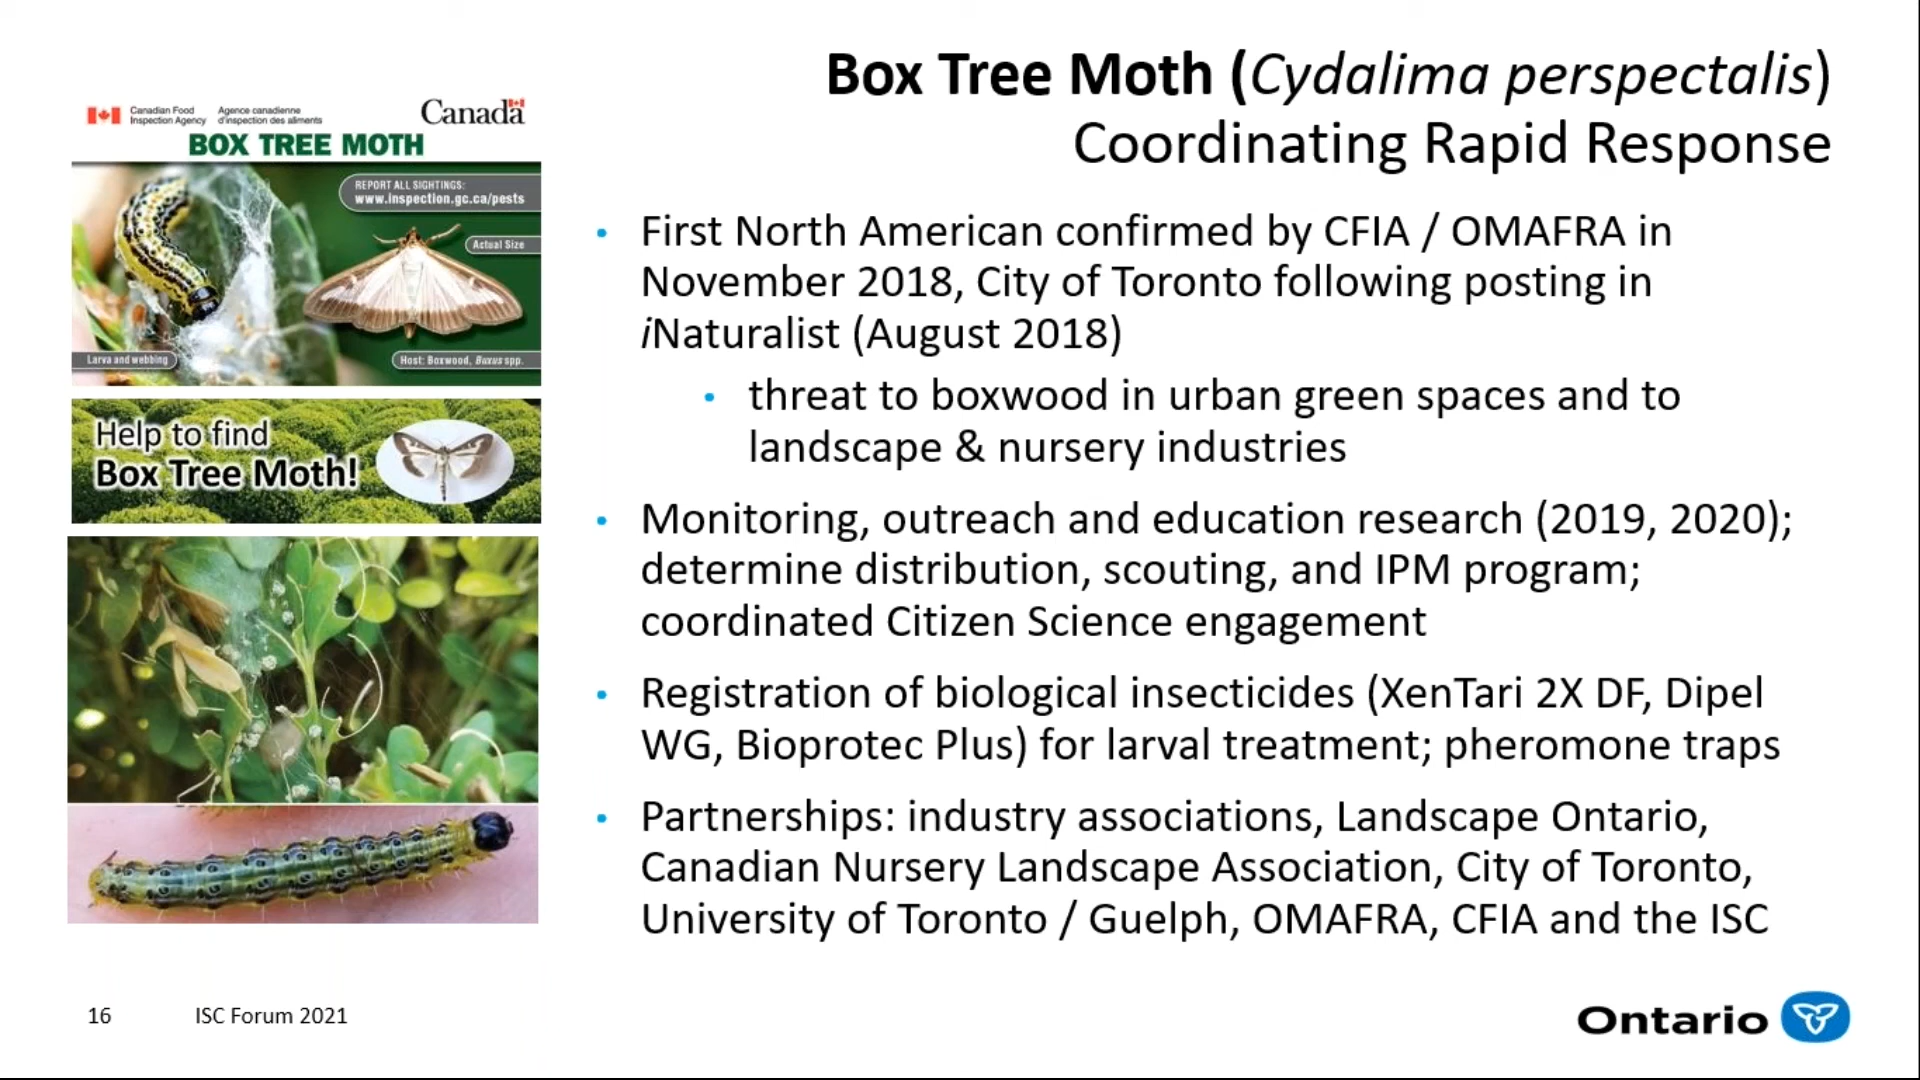 Box Tree Moth (Cydalima perspectalis)
Coordinating Rapid Response
Canadian Food Inspection Agency
Agence canadienne d'inspection des aliments
Canada
BOX TREE MOTH
REPORT ALL SIGHTINGS:
www.inspection.gc.ca/pests
Actual Size
Larva and webbing
Host: Boxwood, Buxus spp.
Help to find
Box Tree Moth!
• First North American confirmed by CFIA / OMAFRA in
November 2018, City of Toronto following posting in
iNaturalist (August 2018)
• threat to boxwood in urban green spaces and to
landscape & nursery industries
• Monitoring, outreach and education research (2019, 2020);
determine distribution, scouting, and IPM program;
coordinated Citizen Science engagement
• Registration of biological insecticides (XenTari 2X DF, Dipel
WG, Bioprotec Plus) for larval treatment; pheromone traps
• Partnerships: industry associations, Landscape Ontario,
Canadian Nursery Landscape Association, City of Toronto,
University of Toronto / Guelph, OMAFRA, CFIA and the ISC
16 ISC Forum 2021
Ontario